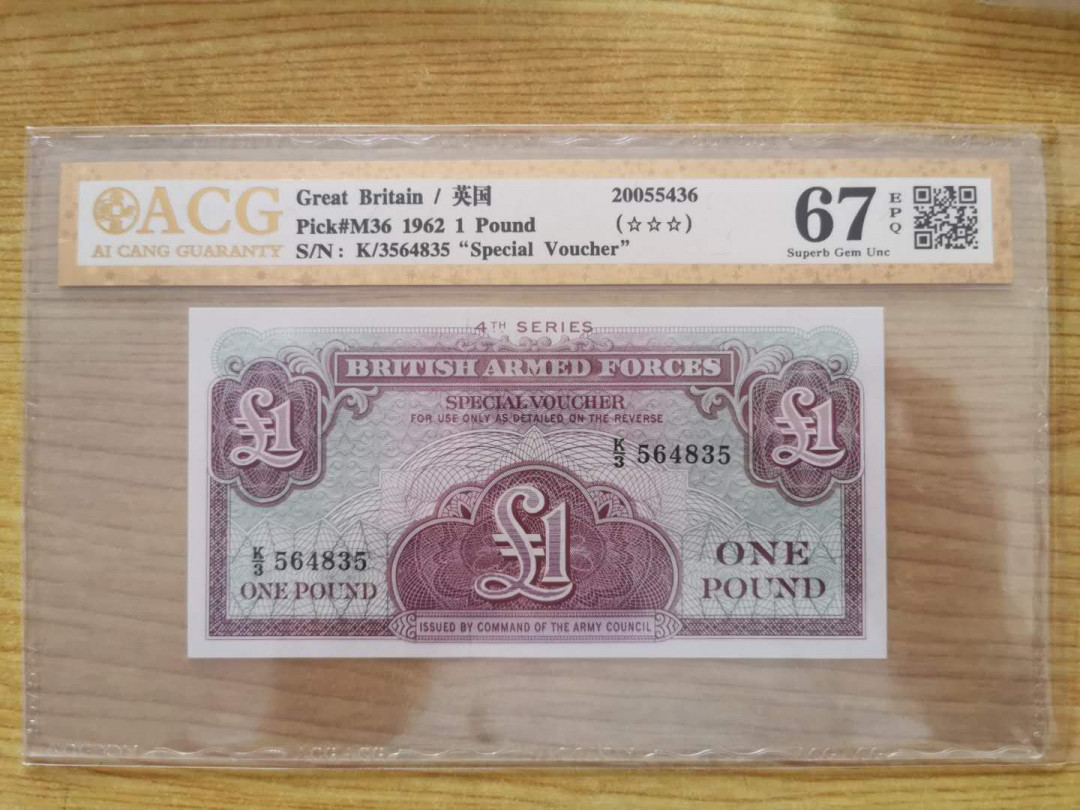 ACG
AI CANG GUARANTY
Great Britain / 英国
Pick#M36 1962 1 Pound
S/N: K/3564835 “Special Voucher”
20055436
(☆☆☆)
67
EPQ
Superb Gem Unc
4TH SERIES
BRITISH ARMED FORCES
SPECIAL VOUCHER
FOR USE ONLY AS DETAILED ON THE REVERSE
£1
£1
K/3 564835
£1
K/3 564835
ONE POUND
ONE
POUND
ISSUED BY COMMAND OF THE ARMY COUNCIL